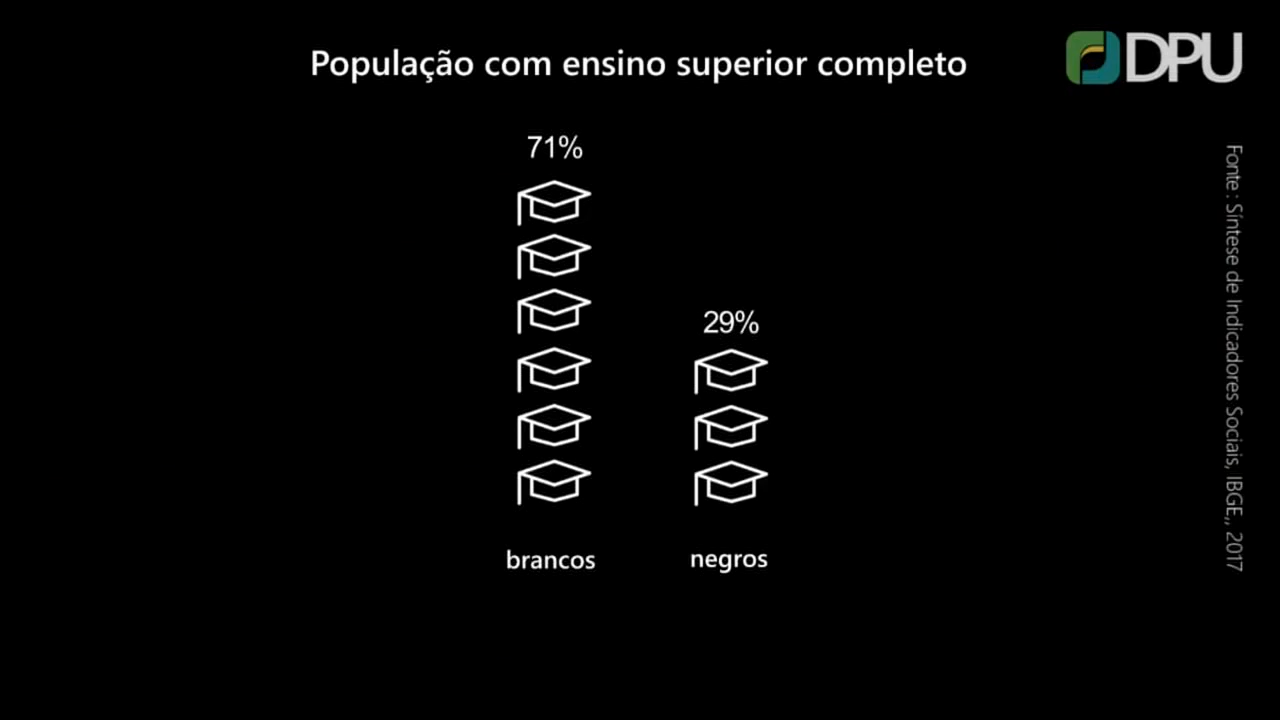 População com ensino superior completo
DPU
71%
29%
brancos
negros
Fonte : Síntese de Indicadores Sociais, IBGE,, 2017